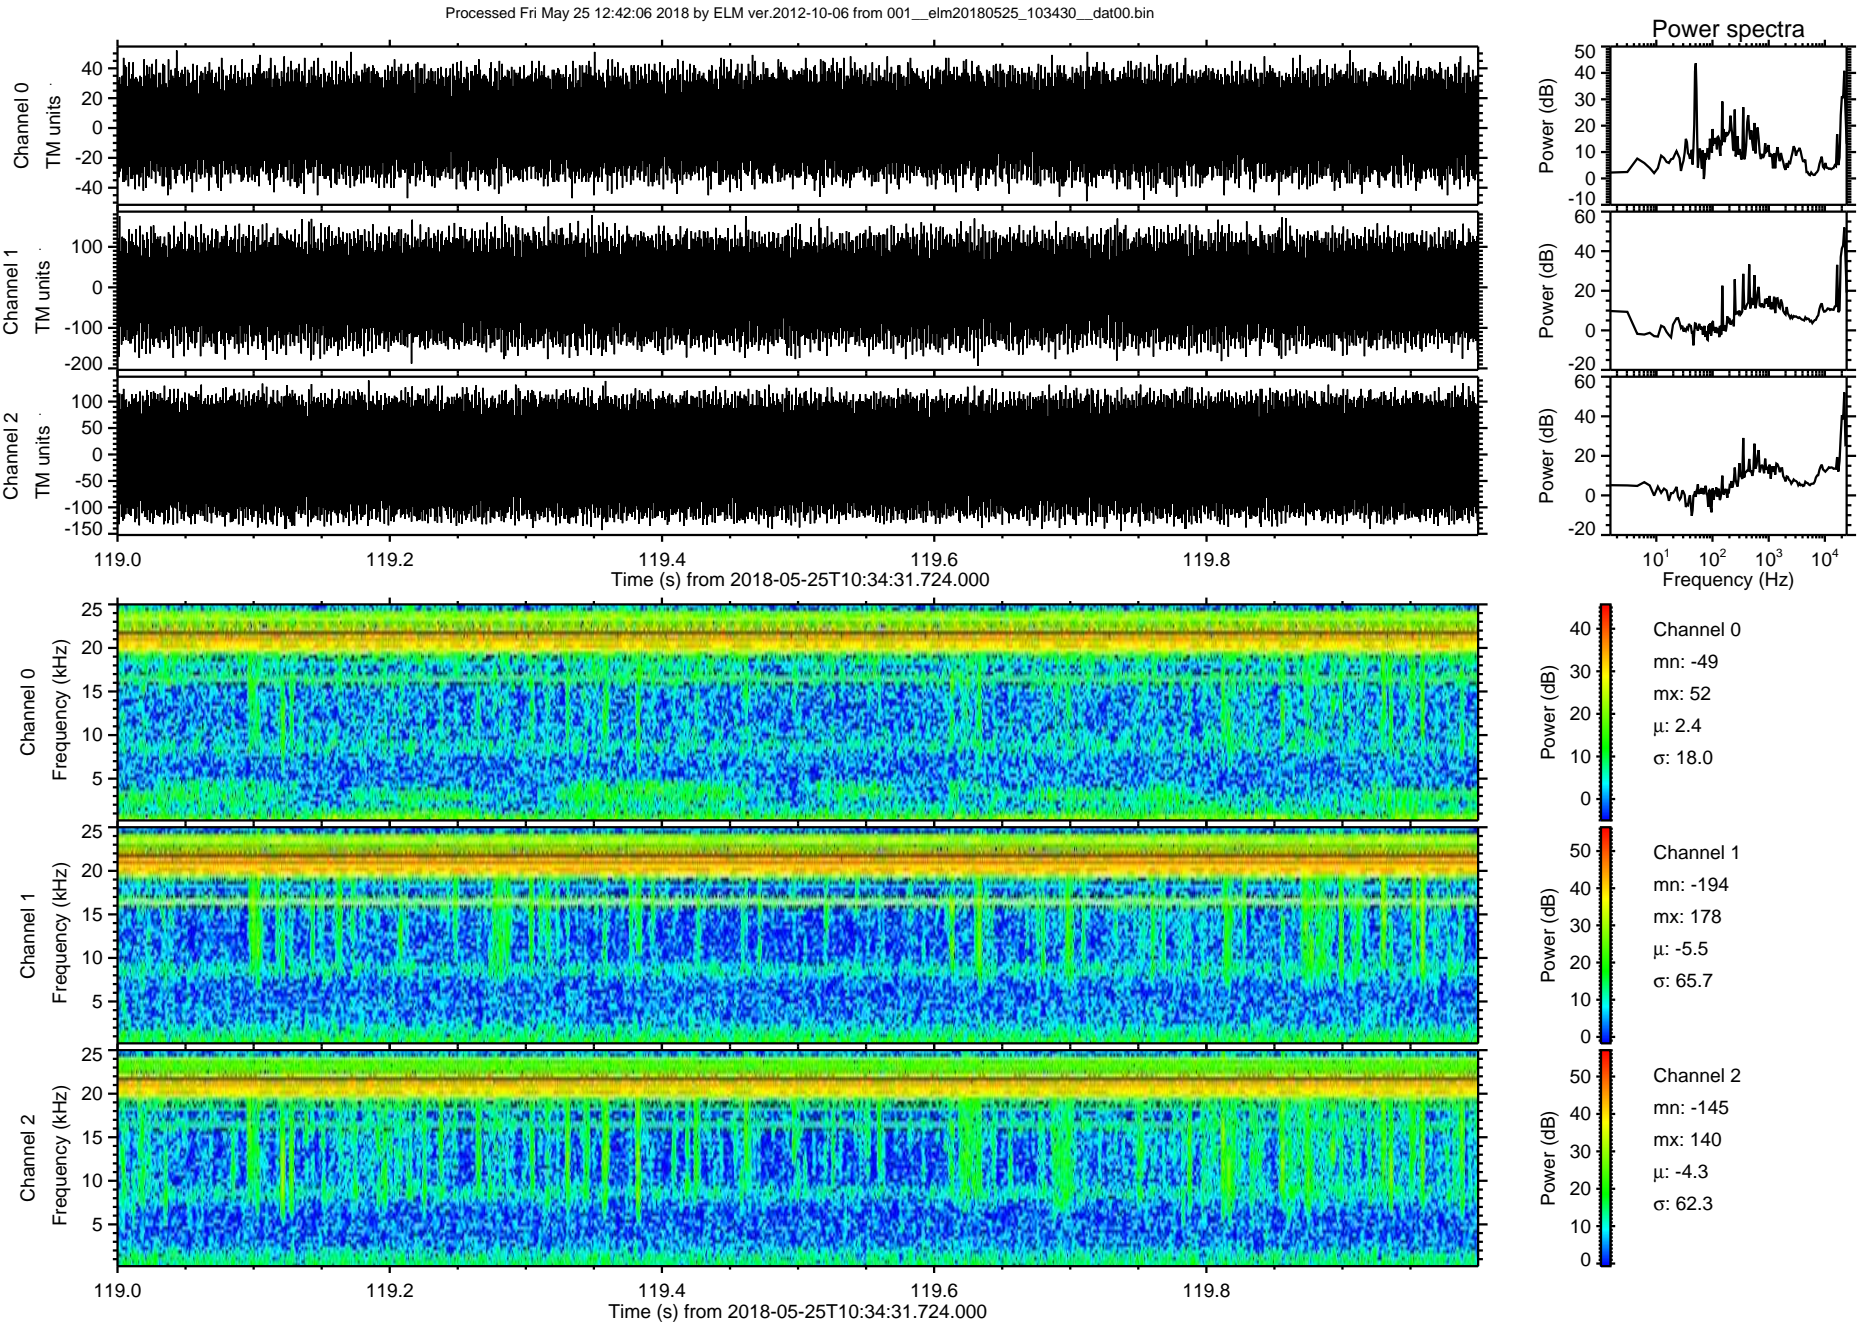 Processed Fri May 25 12:42:06 2018 by ELM ver.2012-10-06 from 001__elm20180525_103430__dat00.bin
Power spectra
Channel 0
TM units
40
20
0
-20
-40
Power (dB)
50
40
30
20
10
0
-10
Channel 1
TM units
100
0
-100
-200
Power (dB)
60
40
20
0
-20
Channel 2
TM units
100
50
0
-50
-100
-150
Power (dB)
60
40
20
0
-20
119.0 119.2 119.4 119.6 119.8
Time (s) from 2018-05-25T10:34:31.724.000
10¹ 10² 10³ 10⁴
Frequency (Hz)
Channel 0
Frequency (kHz)
25
20
15
10
5
Power (dB)
40
30
20
10
0
Channel 0
mn: -49
mx: 52
μ: 2.4
σ: 18.0
Channel 1
Frequency (kHz)
25
20
15
10
5
Power (dB)
50
40
30
20
10
0
Channel 1
mn: -194
mx: 178
μ: -5.5
σ: 65.7
Channel 2
Frequency (kHz)
25
20
15
10
5
Power (dB)
50
40
30
20
10
0
Channel 2
mn: -145
mx: 140
μ: -4.3
σ: 62.3
119.0 119.2 119.4 119.6 119.8
Time (s) from 2018-05-25T10:34:31.724.000